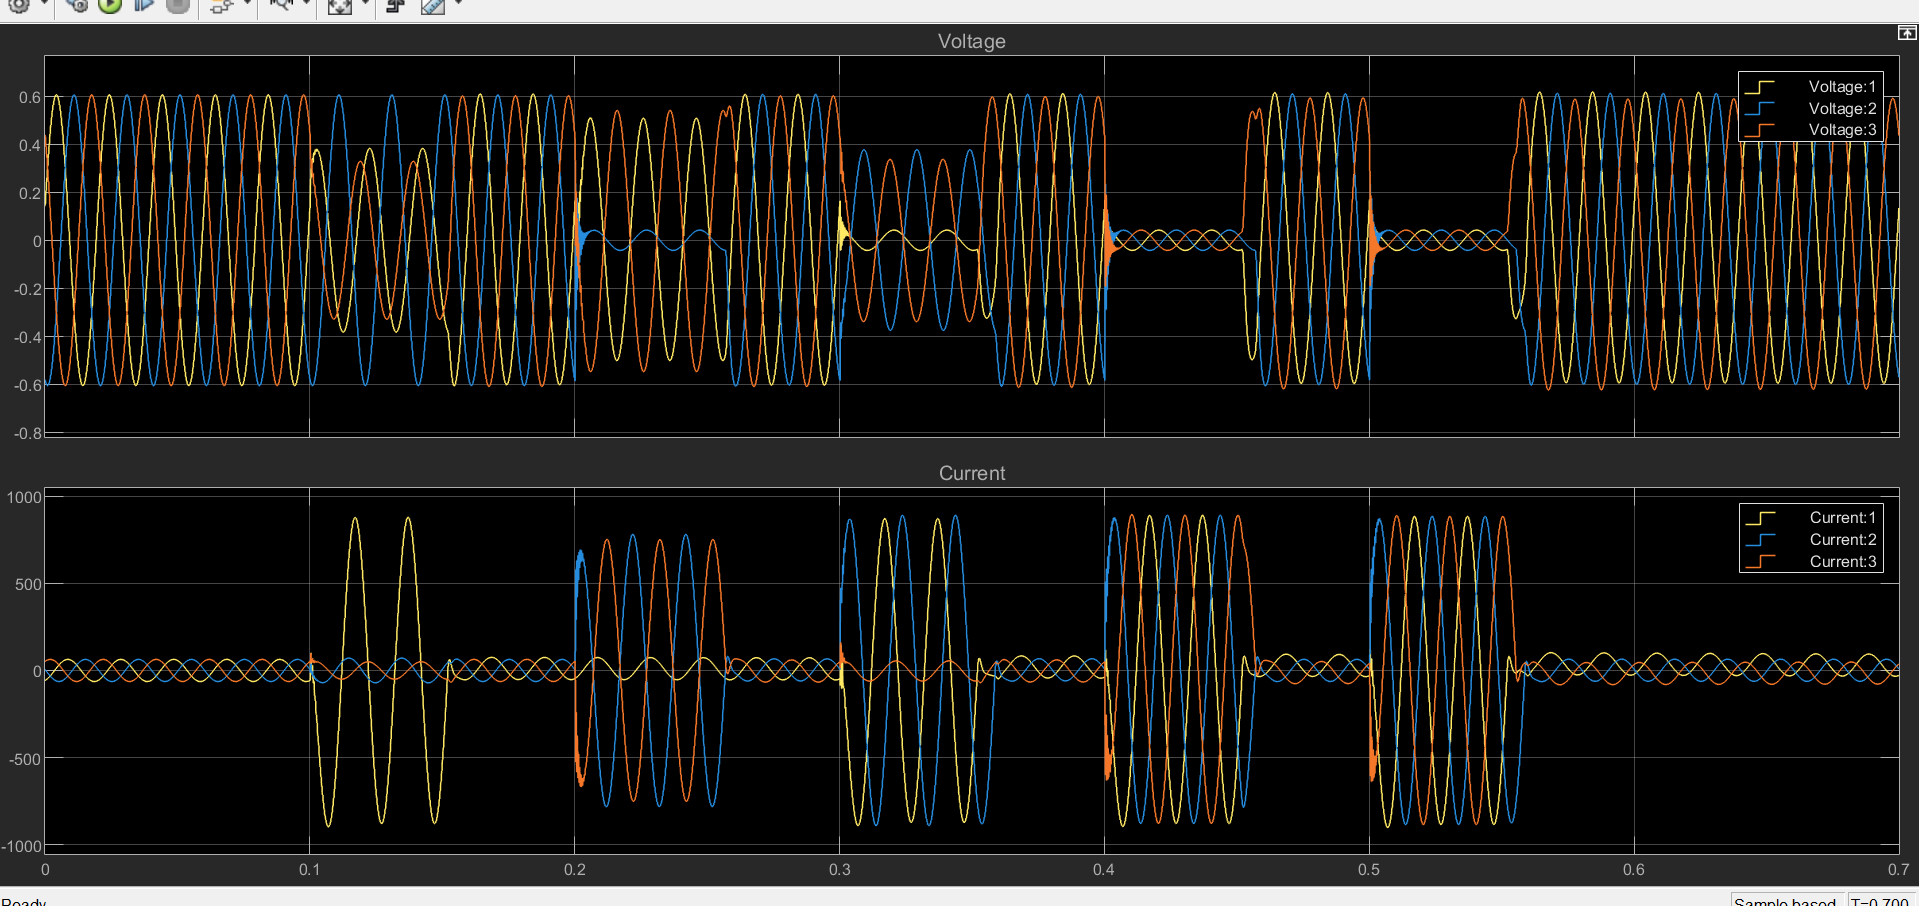 Voltage
0.6
0.4
0.2
0
-0.2
-0.4
-0.6
-0.8
Voltage:1
Voltage:2
Voltage:3
Current
1000
500
0
-500
-1000
Current:1
Current:2
Current:3
0
0.1
0.2
0.3
0.4
0.5
0.6
0.7
Ready
Sample based
T=0.700